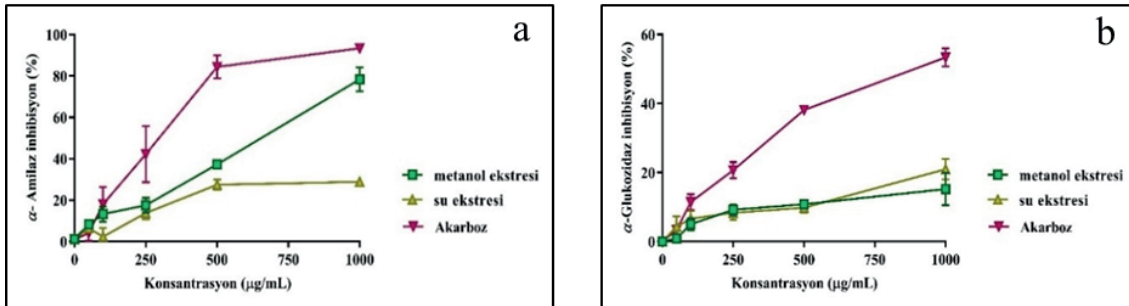 a
α- Amilaz inhibisyon (%)
100
80
60
40
20
0
0
250
500
750
1000
Konsantrasyon (µg/mL)
metanol ekstresi
su ekstresi
Akarboz
b
α-Glukozidaz inhibisyon (%)
60
40
20
0
0
250
500
750
1000
Konsantrasyon (µg/mL)
metanol ekstresi
su ekstresi
Akarboz